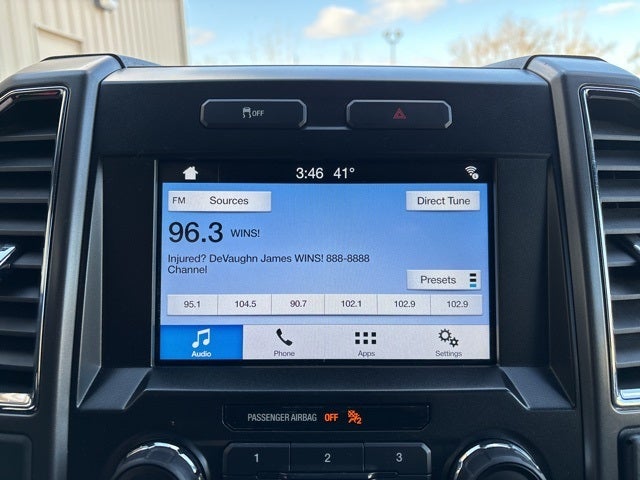 OFF
3:46 41°
FM Sources Direct Tune
96.3 WINS!
Injured? DeVaughn James WINS! 888-8888
Channel
Presets
95.1 104.5 90.7 102.1 102.9 102.9
Audio Phone Apps Settings
PASSENGER AIRBAG OFF 2
1 2 3